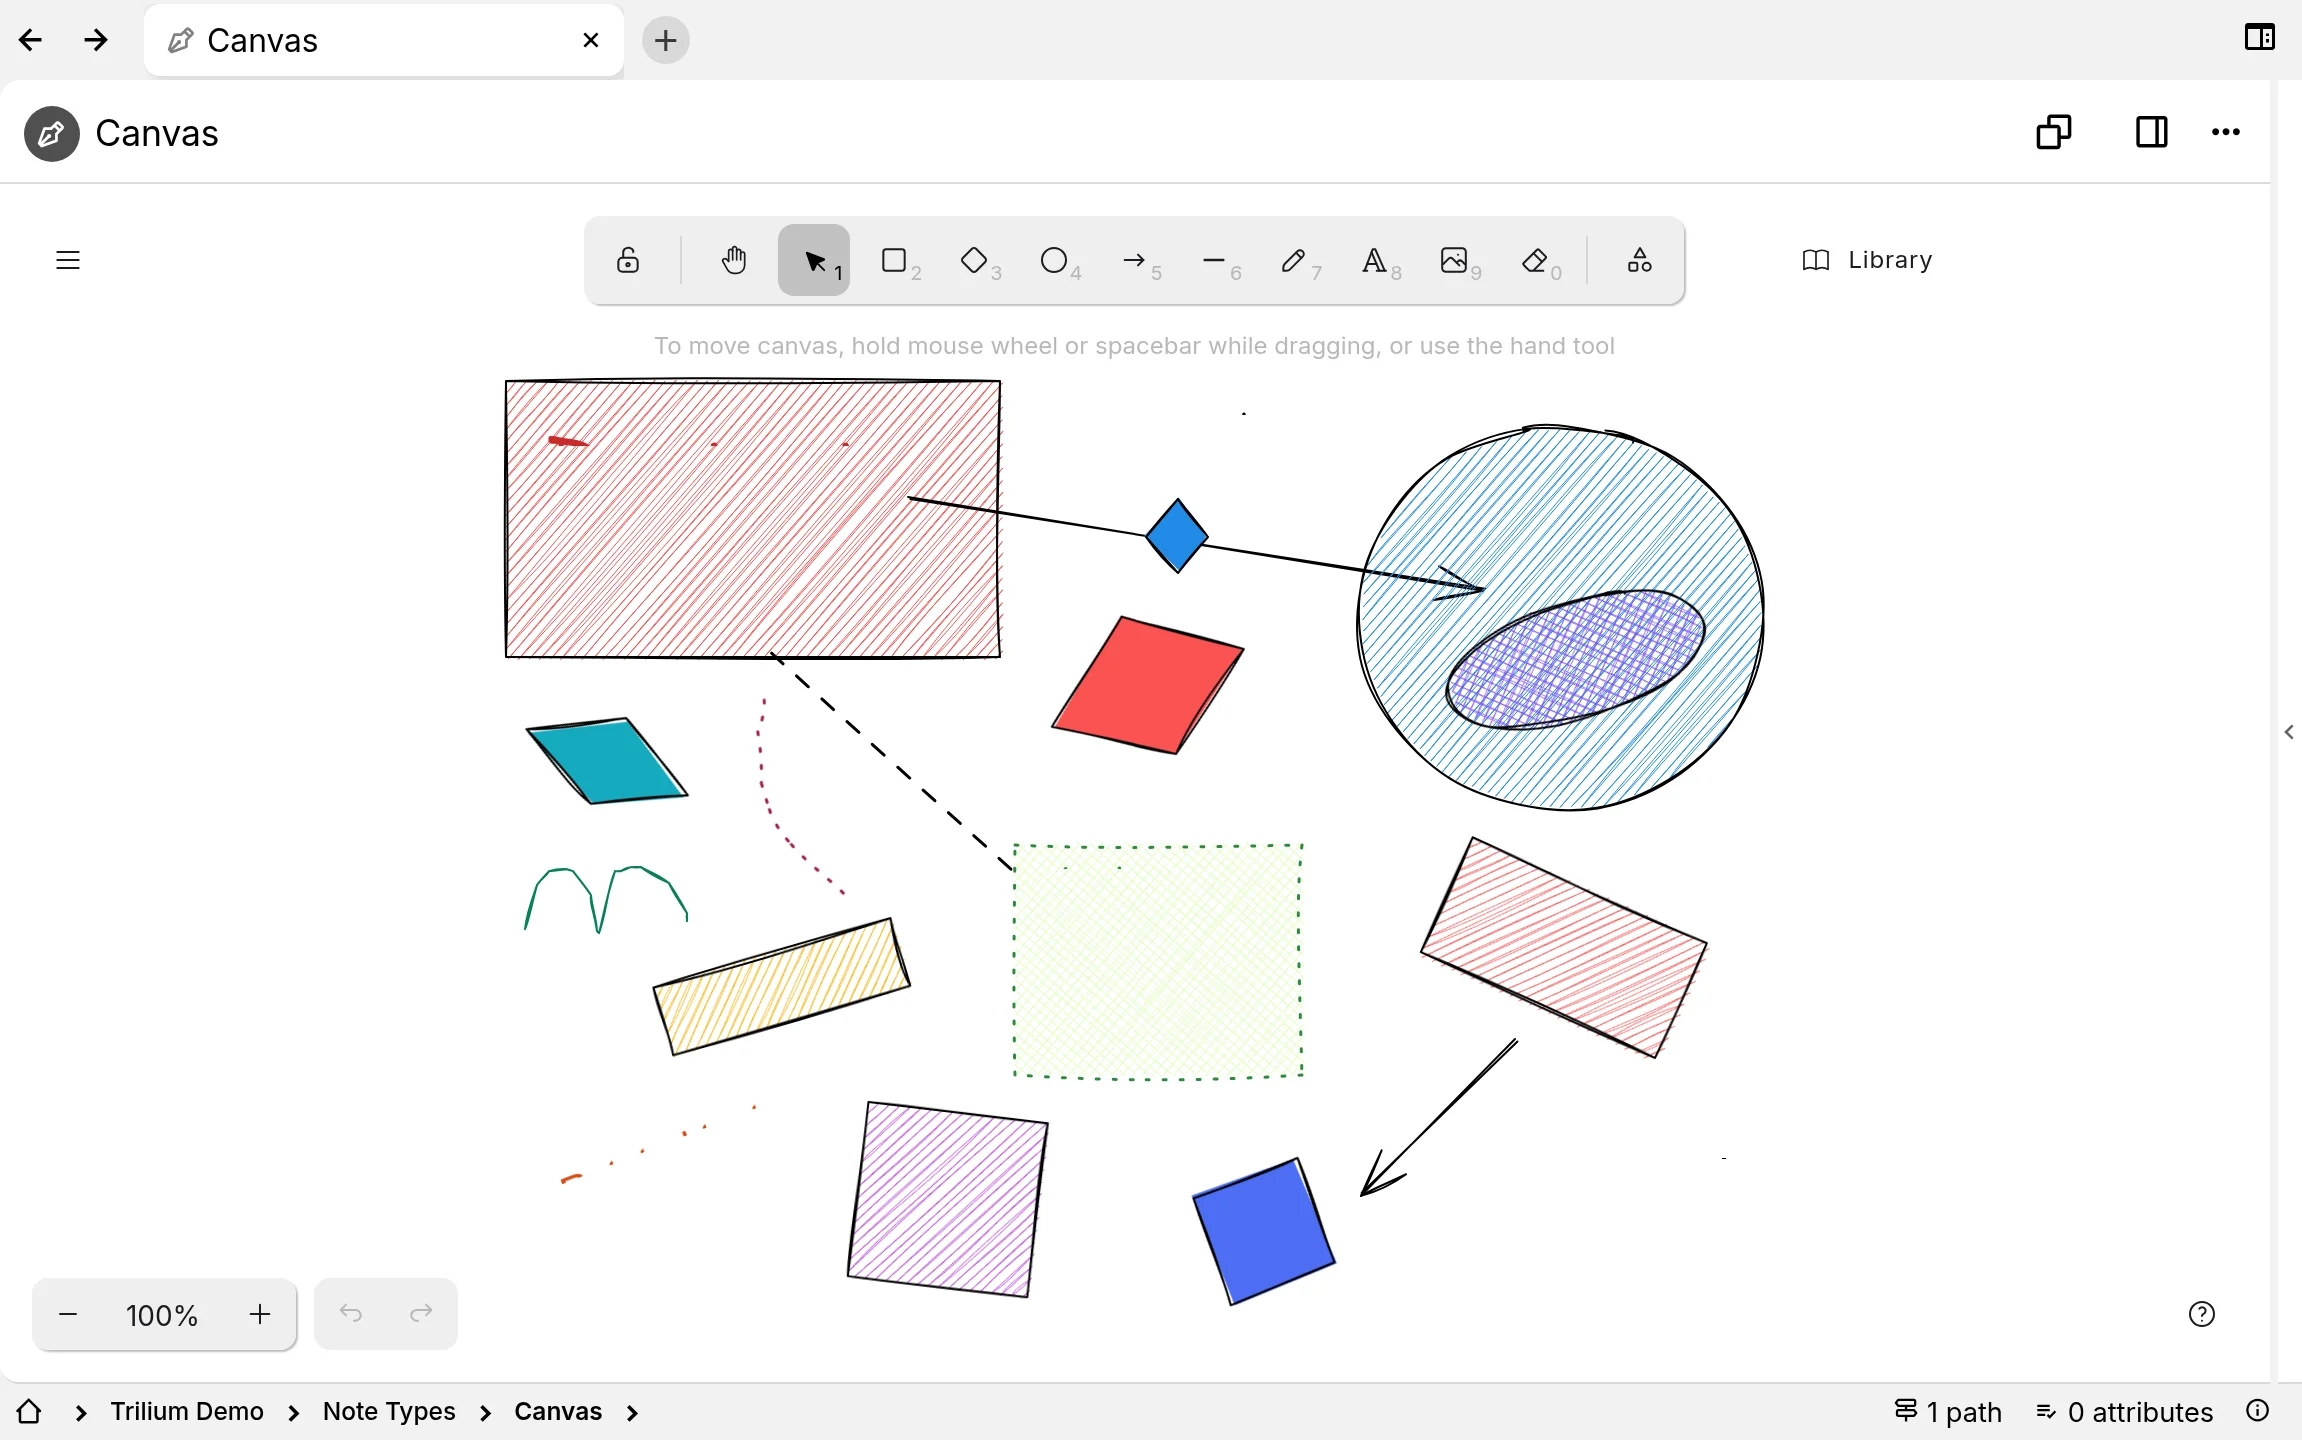 Canvas
Canvas
1 2 3 4 5 6 7 8 9 0
Library
To move canvas, hold mouse wheel or spacebar while dragging, or use the hand tool
100%
Trilium Demo Note Types Canvas
1 path 0 attributes